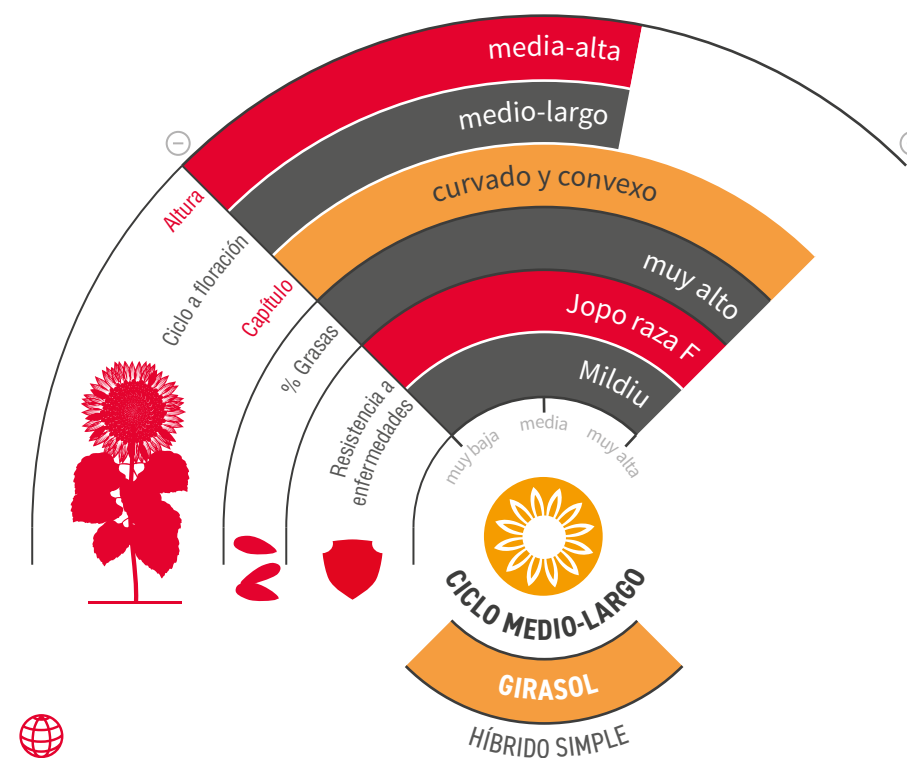 media-alta
medio-largo
curvado y convexo
muy alto
Jopo raza F
Mildiu
Altura
Ciclo a floración
Capítulo
% Grasas
Resistencia a
enfermedades
muy baja
media
muy alta
CICLO MEDIO-LARGO
GIRASOL
HÍBRIDO SIMPLE